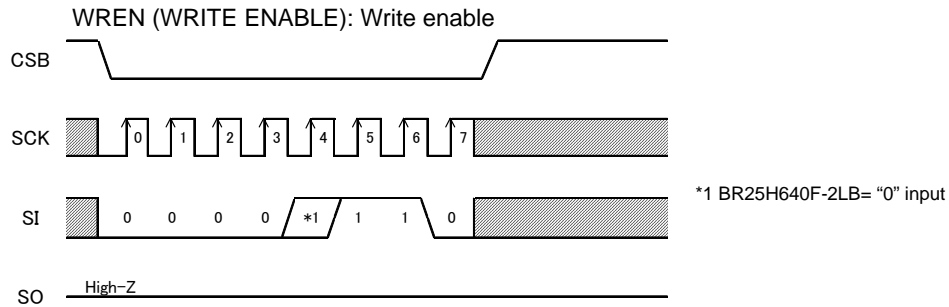 WREN (WRITE ENABLE): Write enable
CSB
SCK 0 1 2 3 4 5 6 7
*1 BR25H640F-2LB= “0” input
SI 0 0 0 0 *1 1 1 0
SO High-Z